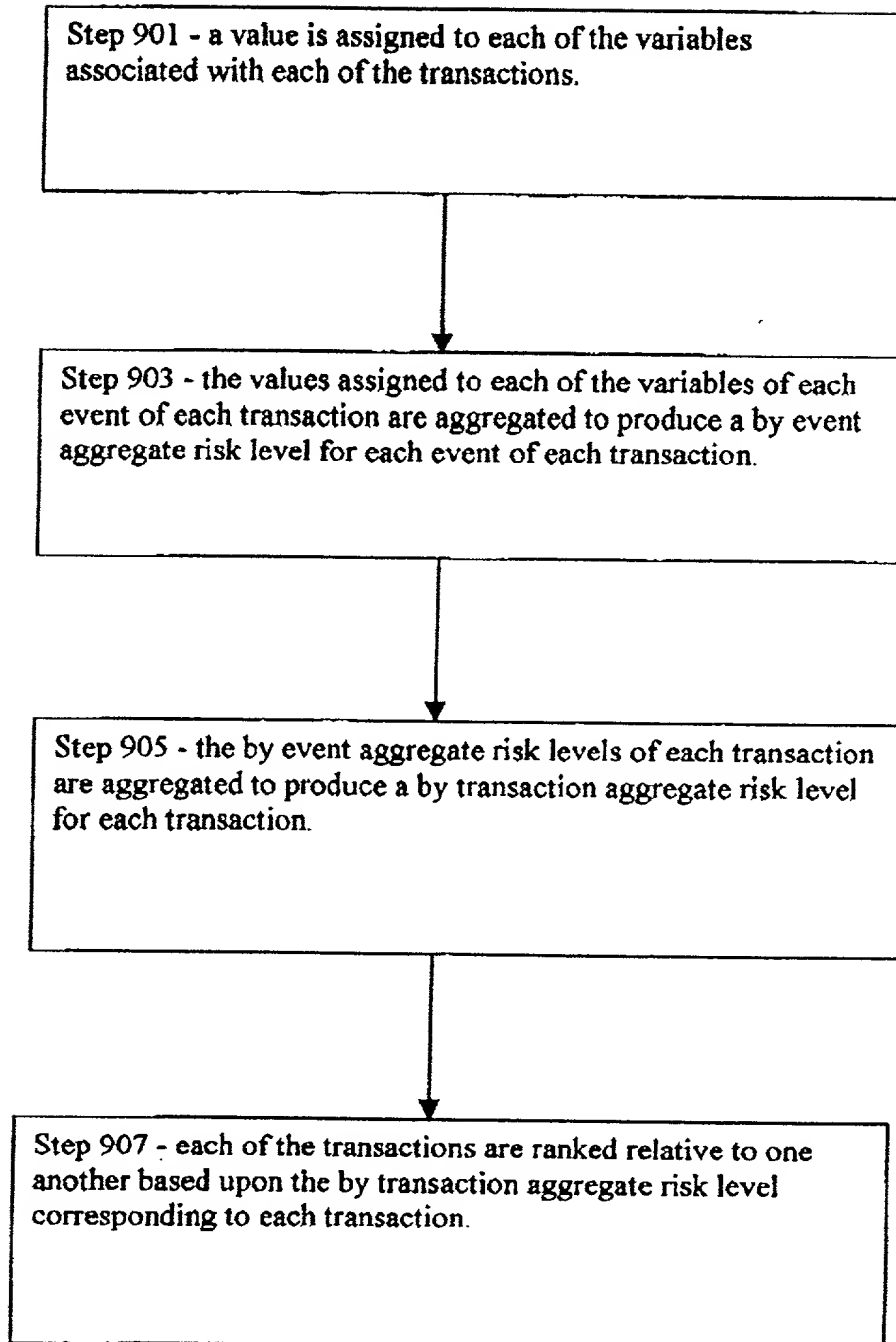 Step 901 - a value is assigned to each of the variables
associated with each of the transactions.
Step 903 - the values assigned to each of the variables of each
event of each transaction are aggregated to produce a by event
aggregate risk level for each event of each transaction.
Step 905 - the by event aggregate risk levels of each transaction
are aggregated to produce a by transaction aggregate risk level
for each transaction.
Step 907 - each of the transactions are ranked relative to one
another based upon the by transaction aggregate risk level
corresponding to each transaction.